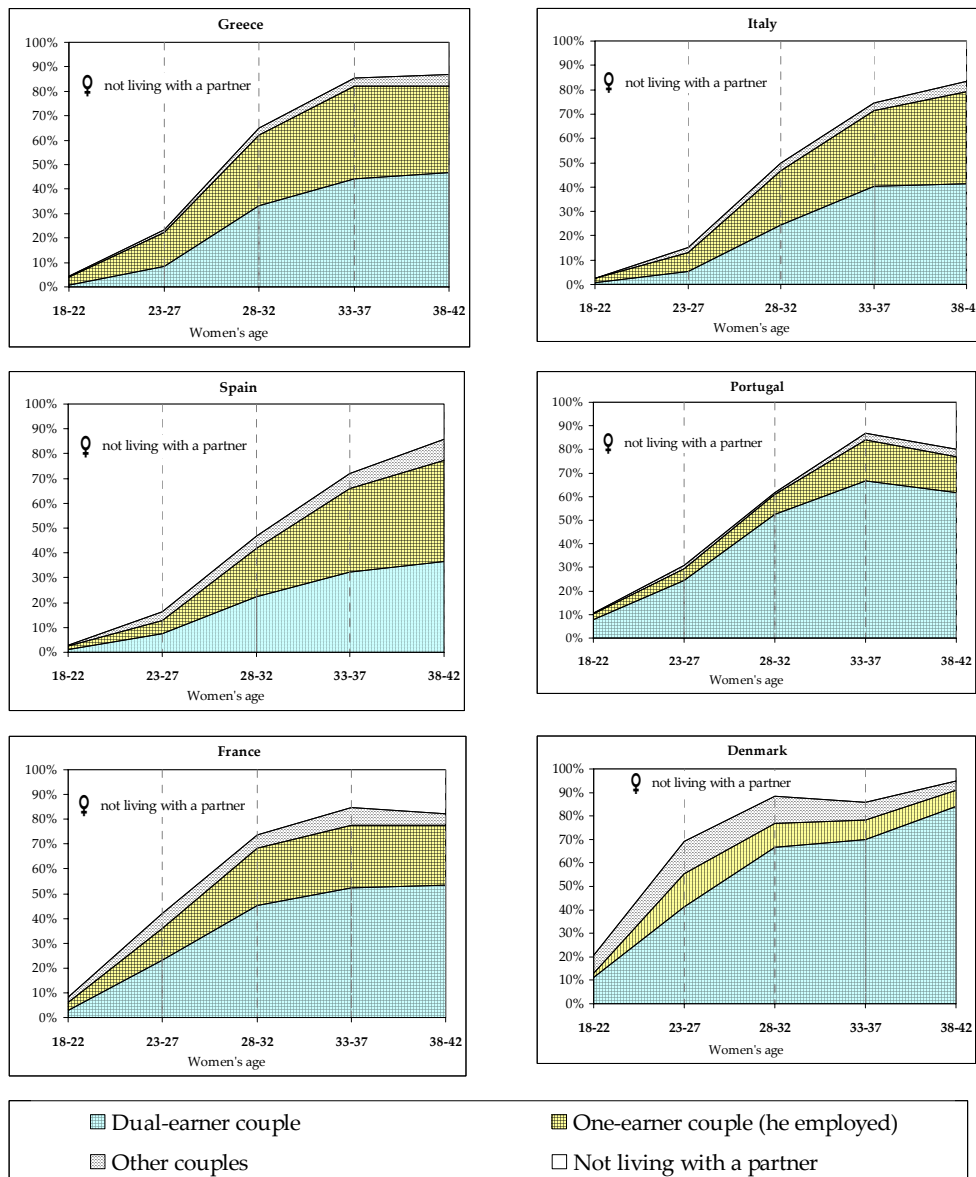 Greece
100%
90%
80%
70%
60%
50%
40%
30%
20%
10%
0%
♀ not living with a partner
18-22 23-27 28-32 33-37 38-42
Women's age
Italy
100%
90%
80%
70%
60%
50%
40%
30%
20%
10%
0%
♀ not living with a partner
18-22 23-27 28-32 33-37 38-42
Women's age
Spain
100%
90%
80%
70%
60%
50%
40%
30%
20%
10%
0%
♀ not living with a partner
18-22 23-27 28-32 33-37 38-42
Women's age
Portugal
100%
90%
80%
70%
60%
50%
40%
30%
20%
10%
0%
♀ not living with a partner
18-22 23-27 28-32 33-37 38-42
Women's age
France
100%
90%
80%
70%
60%
50%
40%
30%
20%
10%
0%
♀ not living with a partner
18-22 23-27 28-32 33-37 38-42
Women's age
Denmark
100%
90%
80%
70%
60%
50%
40%
30%
20%
10%
0%
♀ not living with a partner
18-22 23-27 28-32 33-37 38-42
Women's age
Dual-earner couple One-earner couple (he employed)
Other couples Not living with a partner